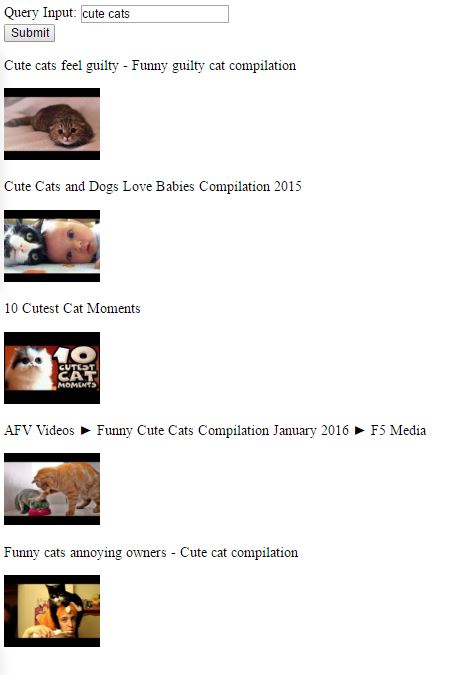 Query Input: cute cats
Submit
Cute cats feel guilty - Funny guilty cat compilation
Cute Cats and Dogs Love Babies Compilation 2015
10 Cutest Cat Moments
10
CUTEST
CAT
MOMENTS
AFV Videos ► Funny Cute Cats Compilation January 2016 ► F5 Media
Funny cats annoying owners - Cute cat compilation